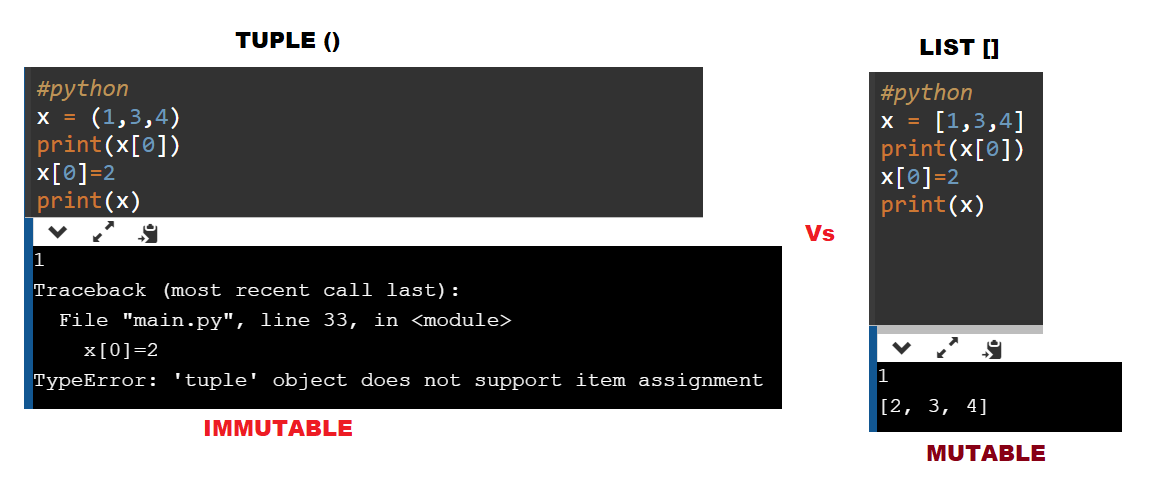 TUPLE ()
#python
x = (1,3,4)
print(x[0])
x[0]=2
print(x)
1
Traceback (most recent call last):
  File "main.py", line 33, in <module>
    x[0]=2
TypeError: 'tuple' object does not support item assignment
IMMUTABLE
Vs
LIST []
#python
x = [1,3,4]
print(x[0])
x[0]=2
print(x)
1
[2, 3, 4]
MUTABLE